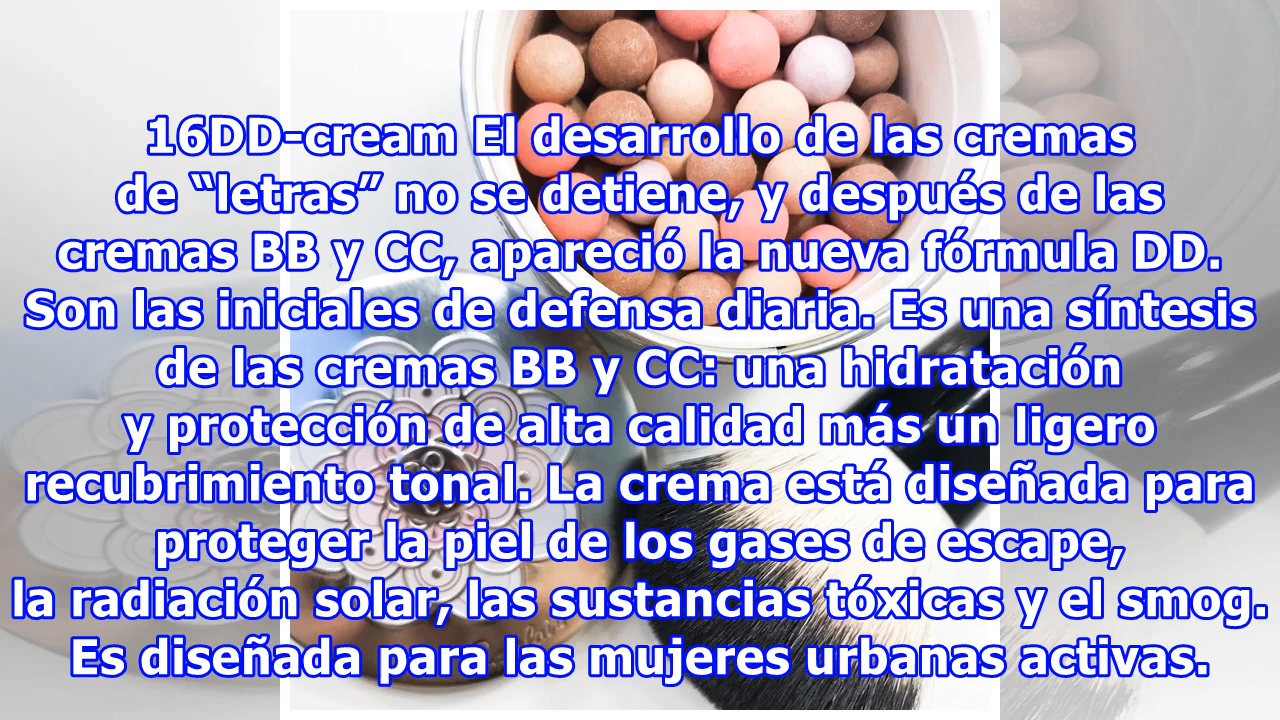 16DD-cream El desarrollo de las cremas
de “letras” no se detiene, y después de las
cremas BB y CC, apareció la nueva fórmula DD.
Son las iniciales de defensa diaria. Es una síntesis
de las cremas BB y CC: una hidratación
y protección de alta calidad más un ligero
recubrimiento tonal. La crema está diseñada para
proteger la piel de los gases de escape,
la radiación solar, las sustancias tóxicas y el smog.
Es diseñada para las mujeres urbanas activas.